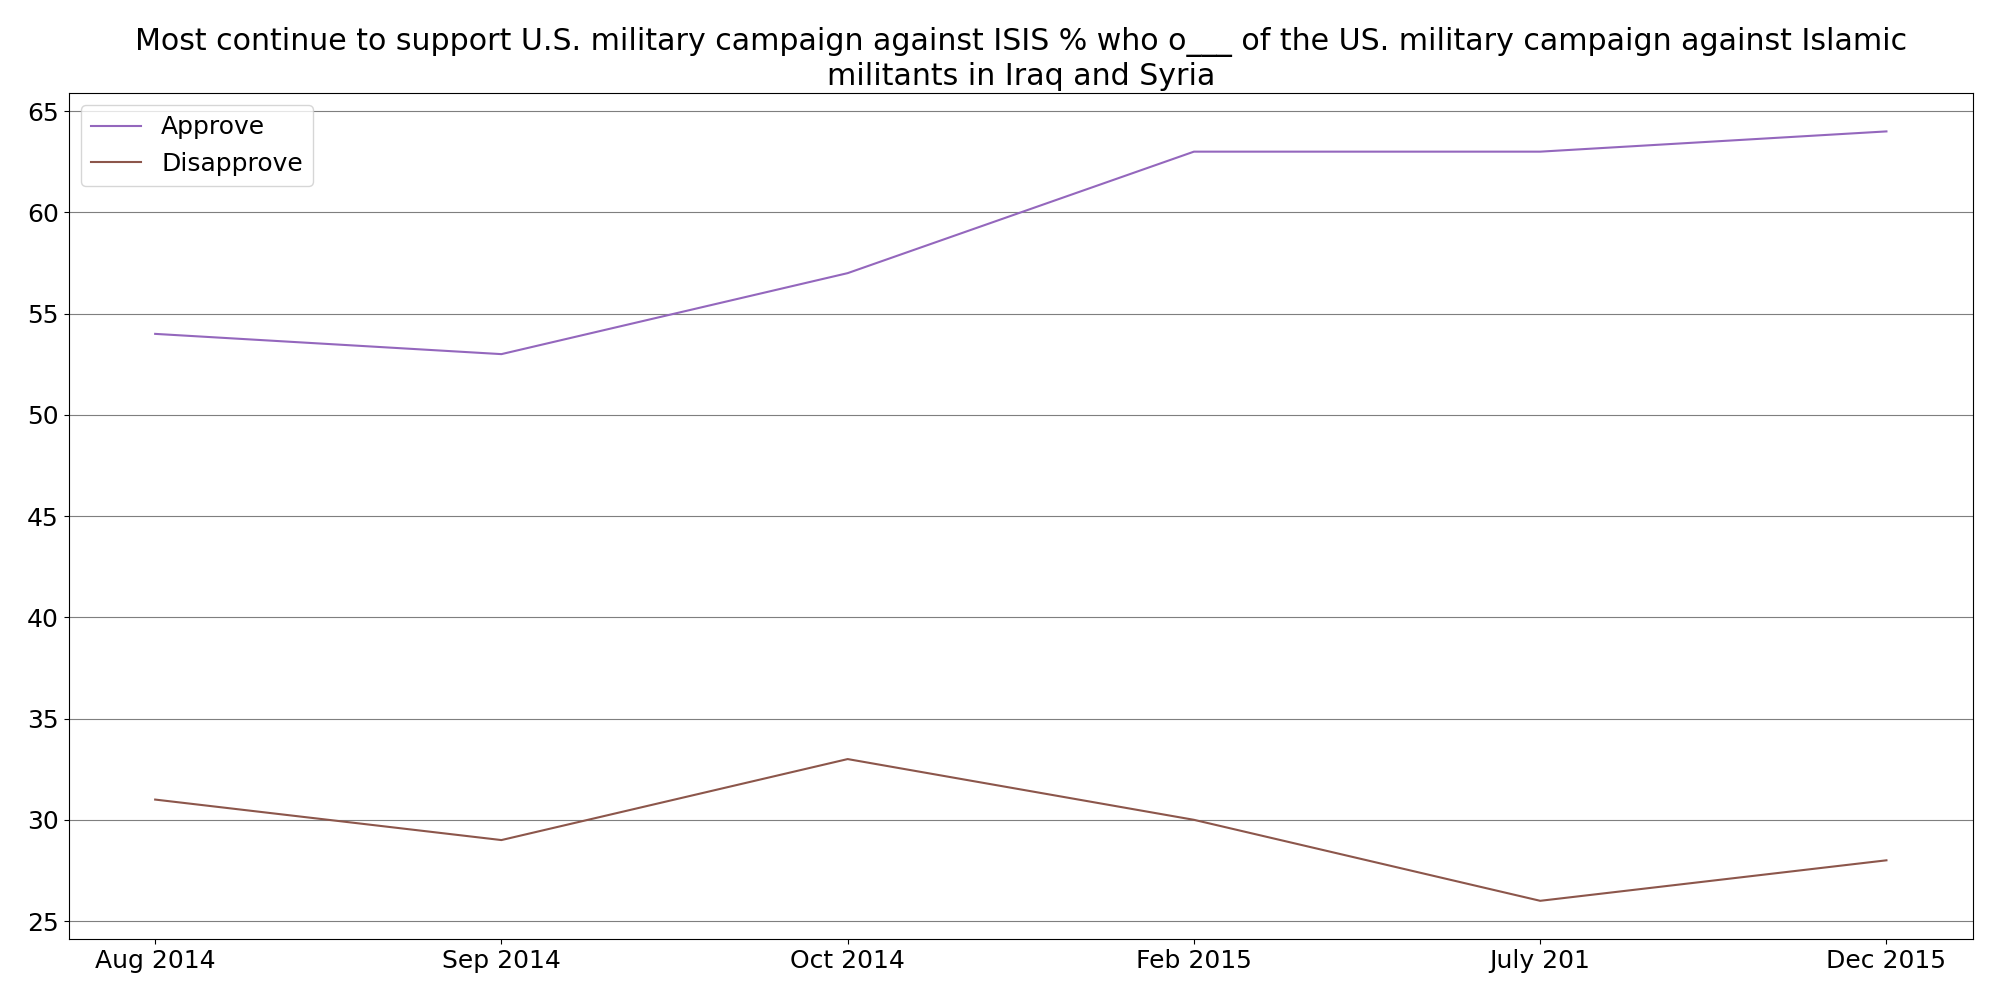 Most continue to support U.S. military campaign against ISIS % who o___ of the US. military campaign against Islamic
militants in Iraq and Syria
65
Approve
Disapprove
60
55
50
45
40
35
30
25
Aug 2014 Sep 2014 Oct 2014 Feb 2015 July 201 Dec 2015